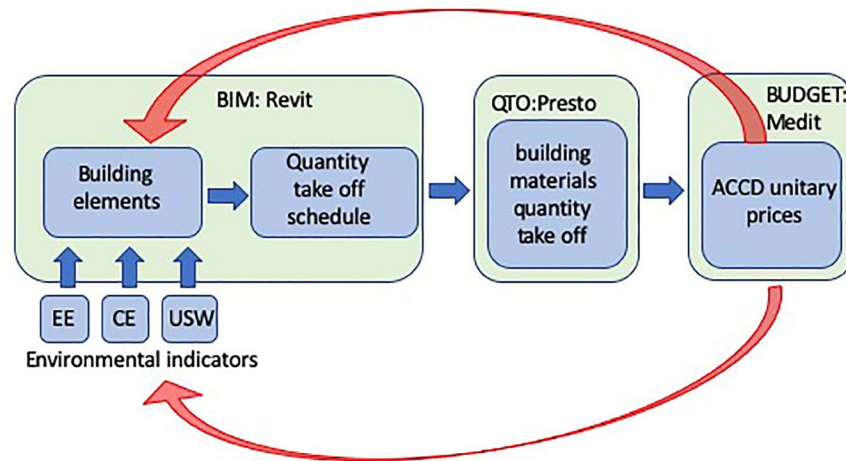 BIM: Revit
Building
elements
Quantity
take off
schedule
QTO:Presto
building
materials
quantity
take off
BUDGET:
Medit
ACCD unitary
prices
EE
CE
USW
Environmental indicators